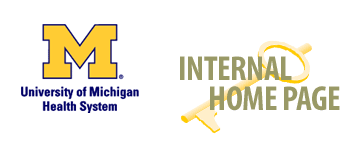 M®
University of Michigan
Health System
INTERNAL
HOME PAGE